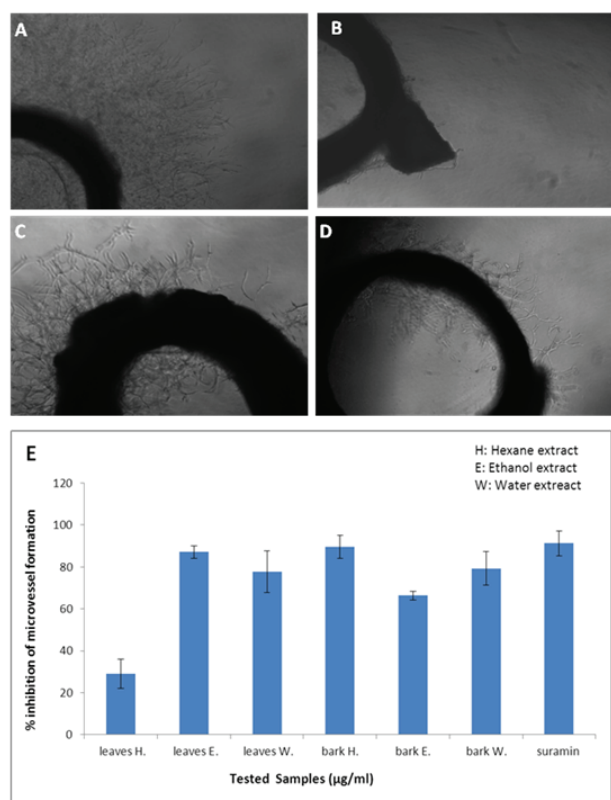 A
B
C
D
E
H: Hexane extract
E: Ethanol extract
W: Water extreact
120
100
80
60
40
20
0
% inhibition of microvessel formation
leaves H. leaves E. leaves W. bark H. bark E. bark W. suramin
Tested Samples (µg/ml)